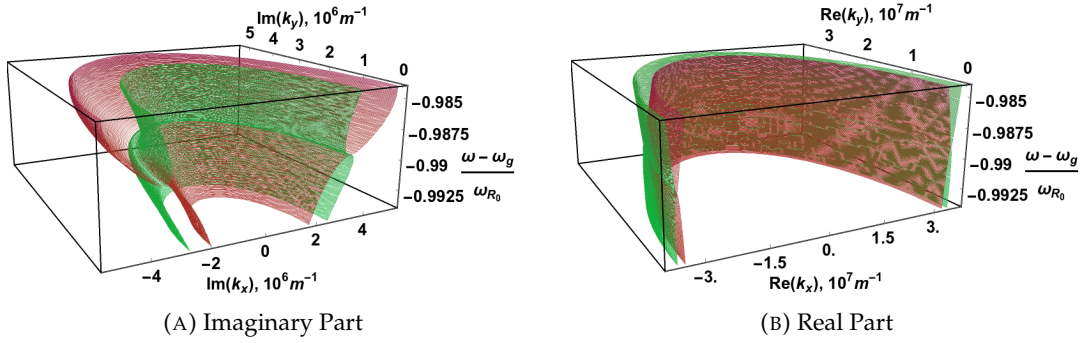 Im(k_y), 10^6 m^−1
5 4 3 2 1 0
−0.985
−0.9875
−0.99
−0.9925
ω − ω_g
ω_R_0
−4 −2 0 2 4
Im(k_x), 10^6 m^−1
(A) Imaginary Part
Re(k_y), 10^7 m^−1
3 2 1 0
−0.985
−0.9875
−0.99
−0.9925
ω − ω_g
ω_R_0
−3. −1.5 0. 1.5 3.
Re(k_x), 10^7 m^−1
(B) Real Part